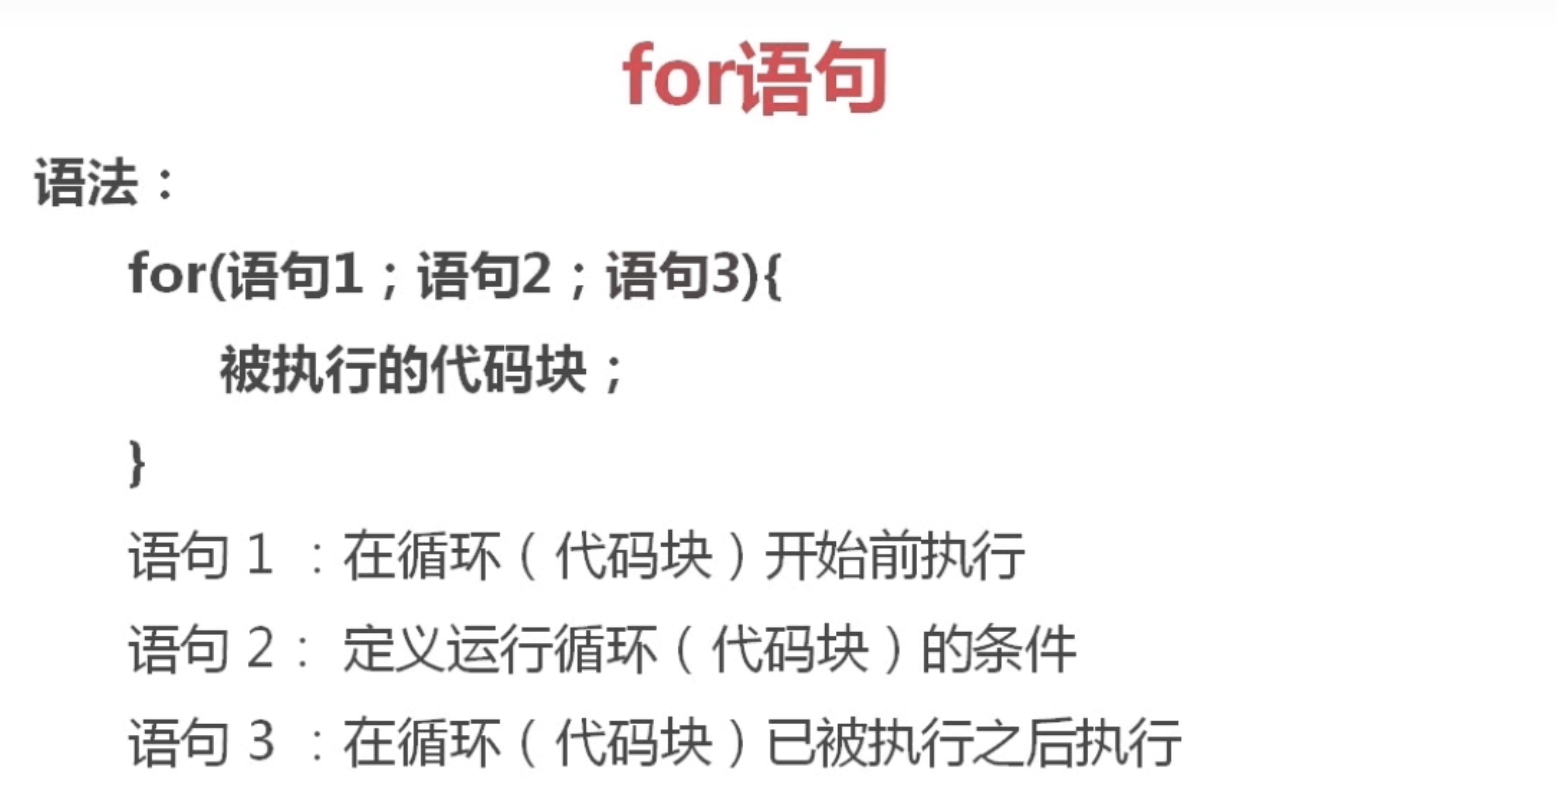 for语句
语法：
for(语句1；语句2；语句3){
被执行的代码块；
}
语句 1 ：在循环（代码块）开始前执行
语句 2： 定义运行循环（代码块）的条件
语句 3 ：在循环（代码块）已被执行之后执行